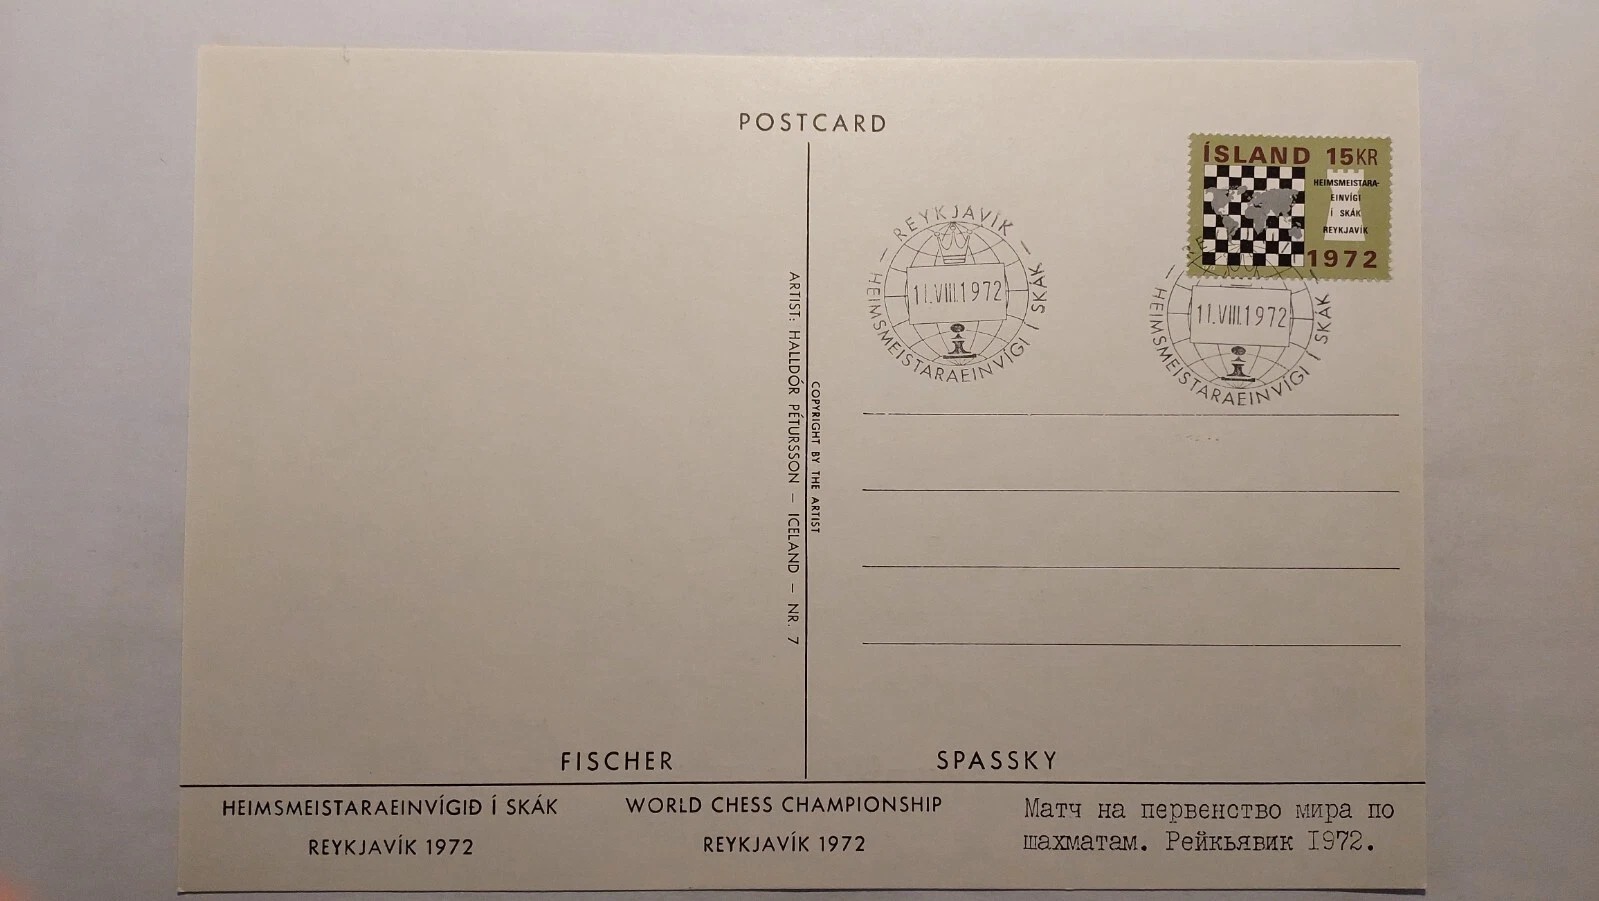 POSTCARD
ÍSLAND 15KR
HEIMSMEISTARA-
EINVÍGI
Í SKÁK
REYKJAVÍK
1972
REYKJAVÍK
11.VIII.1972
HEIMSMEISTARAEINVÍGI Í SKÁK
11.VIII.1972
HEIMSMEISTARAEINVÍGI Í SKÁK
ARTIST: HALLDÓR PÉTURSSON – ICELAND – NR. 7
COPYRIGHT BY THE ARTIST
FISCHER
SPASSKY
HEIMSMEISTARAEINVÍGIÐ Í SKÁK
REYKJAVÍK 1972
WORLD CHESS CHAMPIONSHIP
REYKJAVÍK 1972
Матч на первенство мира по
шахматам. Рейкьявик 1972.